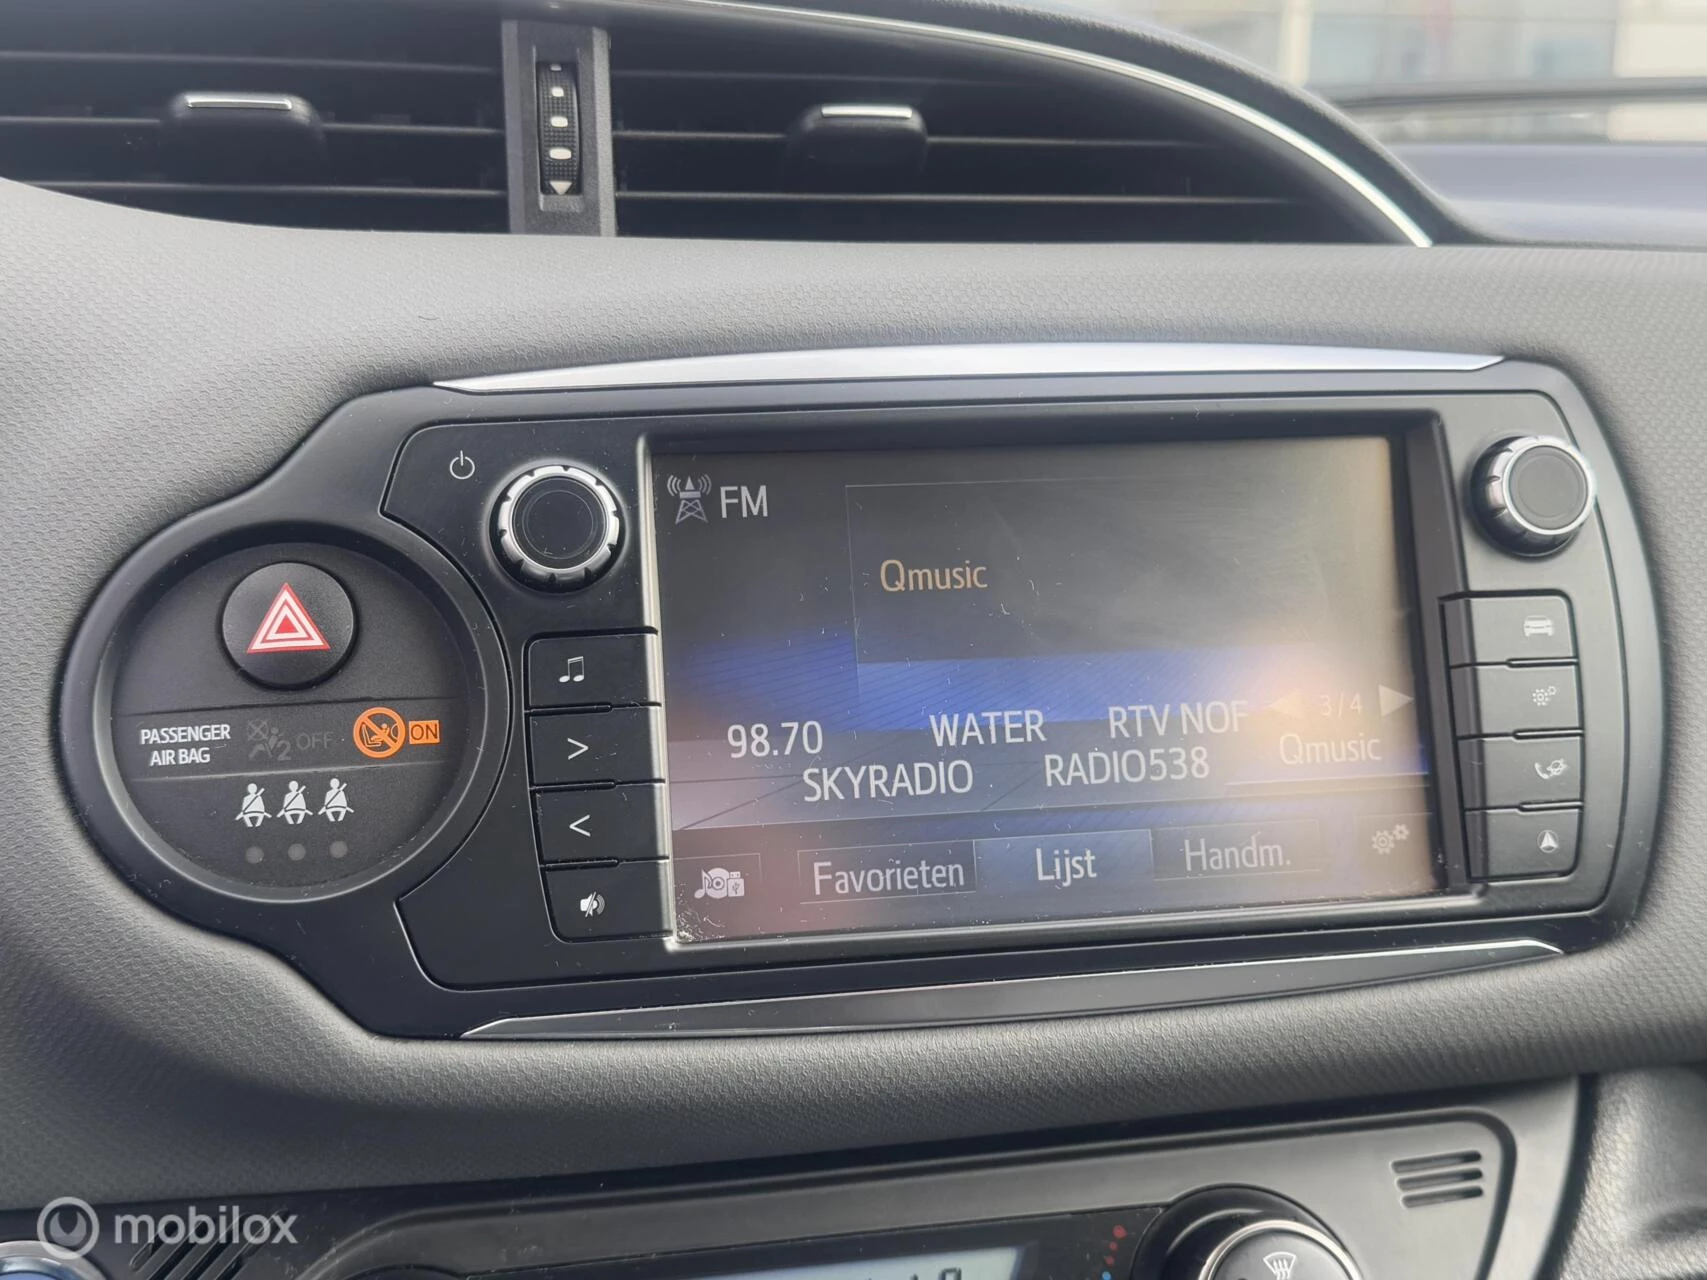 FM
Qmusic
3/4
98.70 WATER RTV NOF Qmusic
SKYRADIO RADIO538
Favorieten Lijst Handm.
PASSENGER
AIR BAG
2 OFF
ON
mobilox